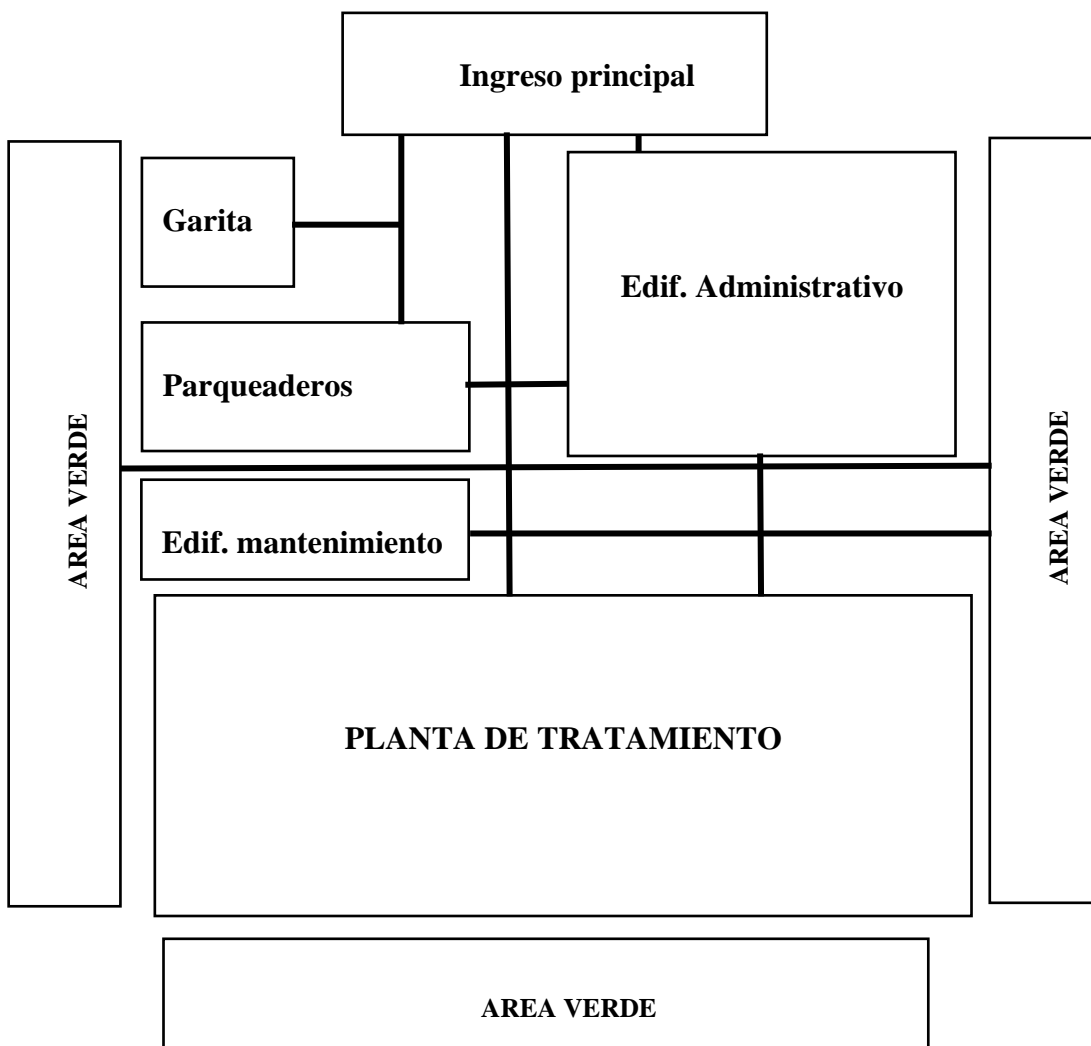 Ingreso principal
Garita
Edif. Administrativo
Parqueaderos
AREA VERDE
AREA VERDE
Edif. mantenimiento
PLANTA DE TRATAMIENTO
AREA VERDE